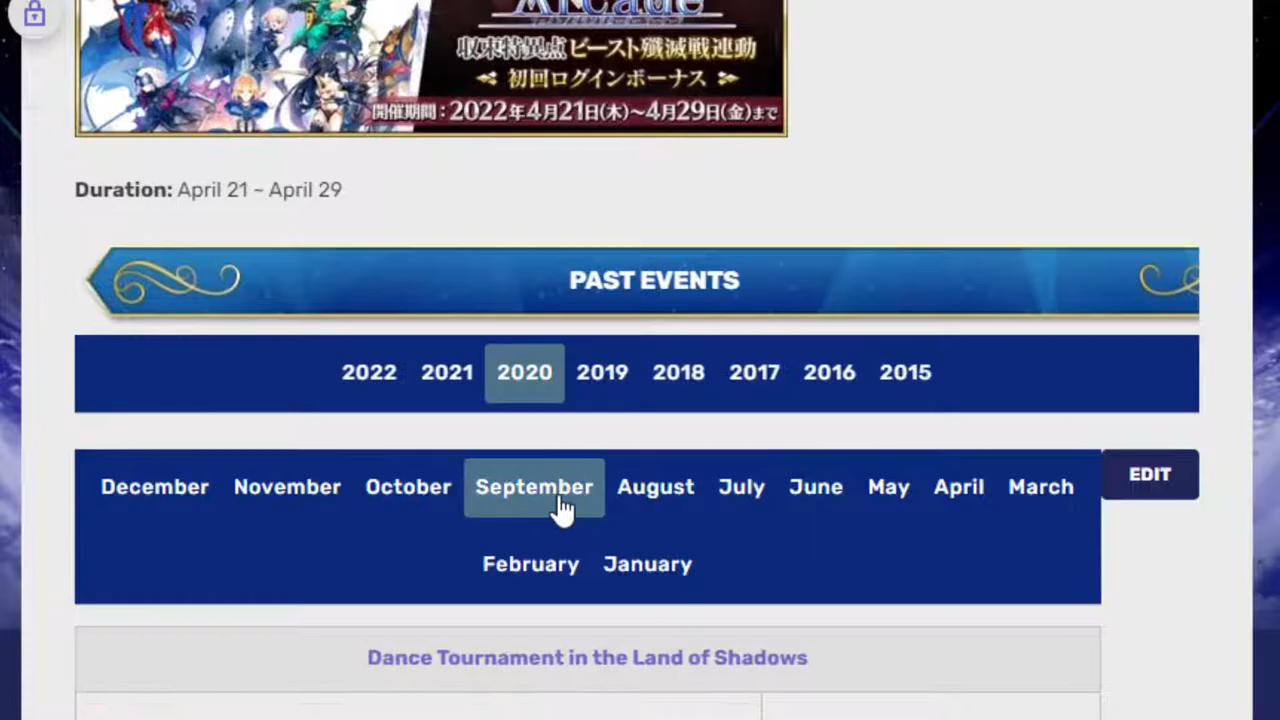 Arcade
収束特異点ビースト殲滅戦連動
初回ログインボーナス
開催期間：2022年4月21日(木)～4月29日(金)まで
Duration: April 21 ~ April 29
PAST EVENTS
2022 2021 2020 2019 2018 2017 2016 2015
December November October September August July June May April March
EDIT
February January
Dance Tournament in the Land of Shadows